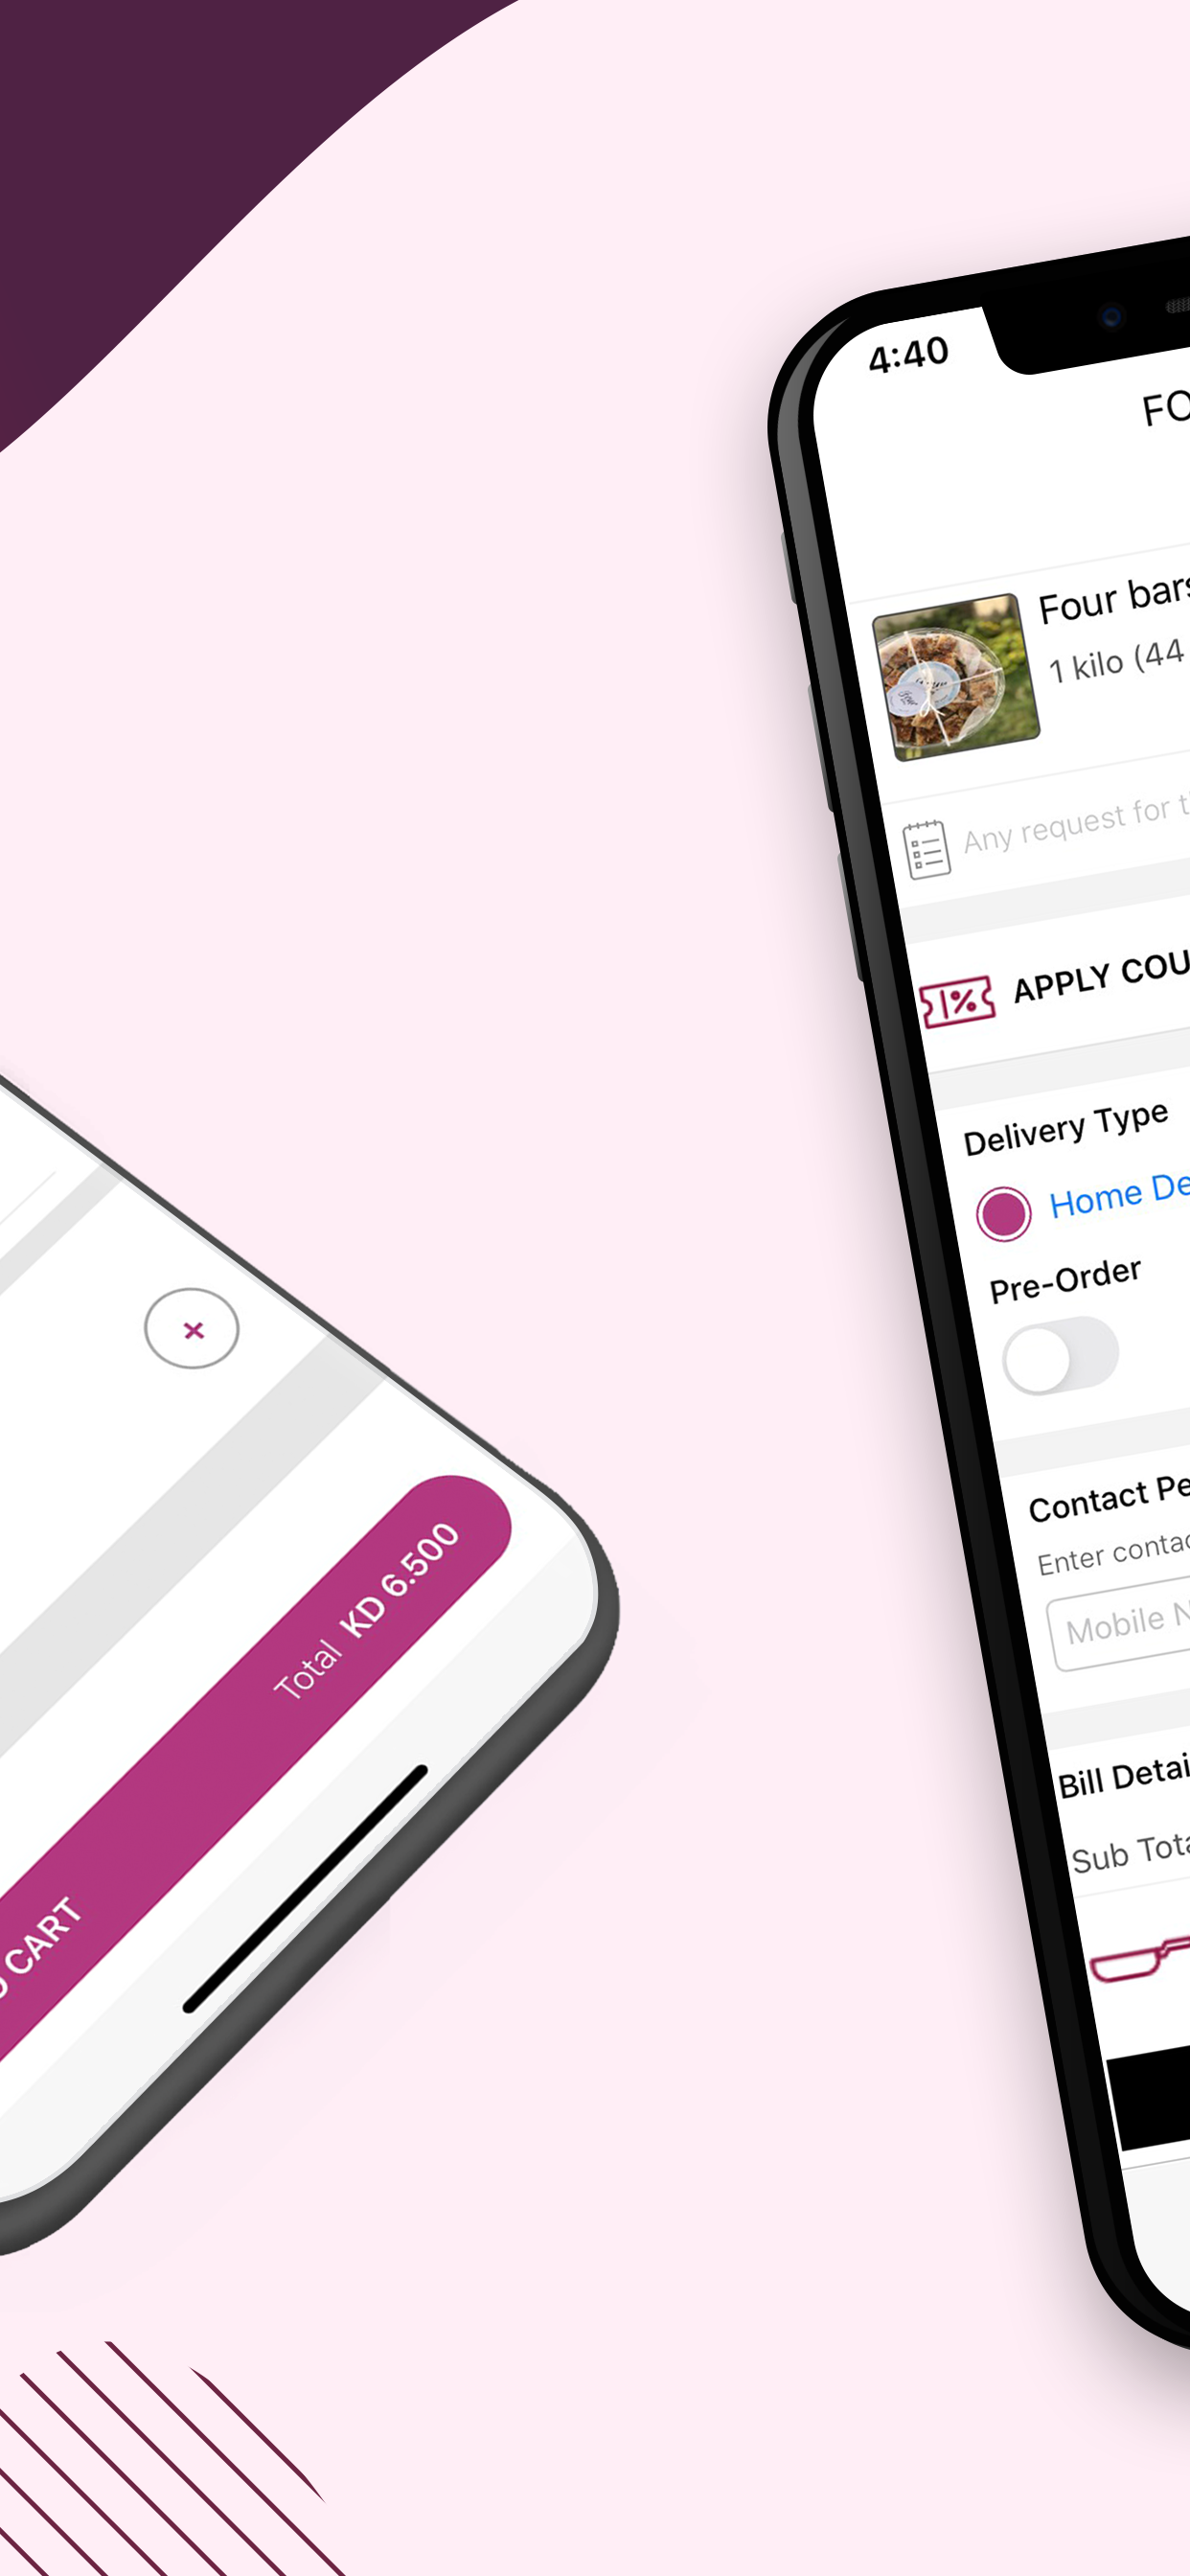 4:40
FO
Four bars
1 kilo (44
Any request for t
APPLY COU
Delivery Type
Home De
Pre-Order
Contact Pe
Enter contac
Mobile N
Bill Detai
Sub Tota
Total KD 6.500
O CART